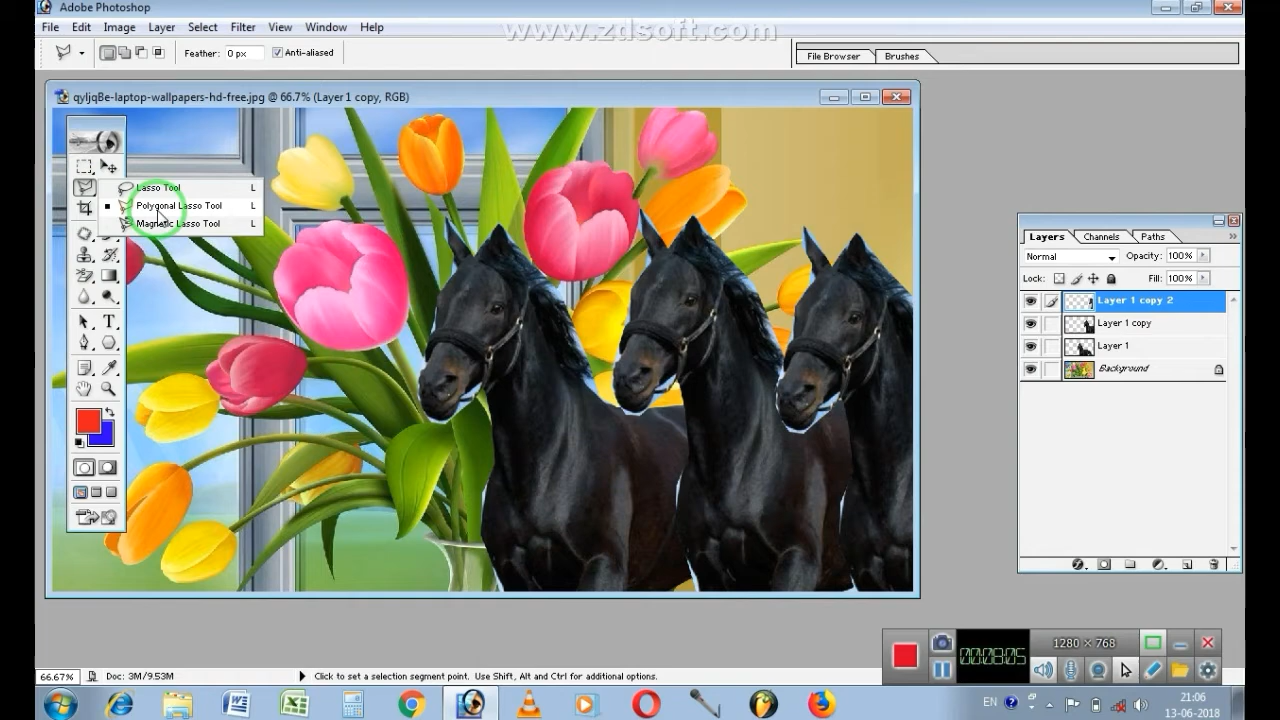 Adobe Photoshop
File Edit Image Layer Select Filter View Window Help
www.zdsoft.com
Feather: 0 px Anti-aliased
File Browser Brushes
qyljqBe-laptop-wallpapers-hd-free.jpg @ 66.7% (Layer 1 copy, RGB)
Lasso Tool L
Polygonal Lasso Tool L
Magnetic Lasso Tool L
T
Layers Channels Paths
Normal Opacity: 100%
Lock: Fill: 100%
Layer 1 copy 2
Layer 1 copy
Layer 1
Background
1280 × 768
00:08:05
66.67% Doc: 3M/9.53M Click to set a selection segment point. Use Shift, Alt, and Ctrl for additional options.
EN 21:06
13-06-2018